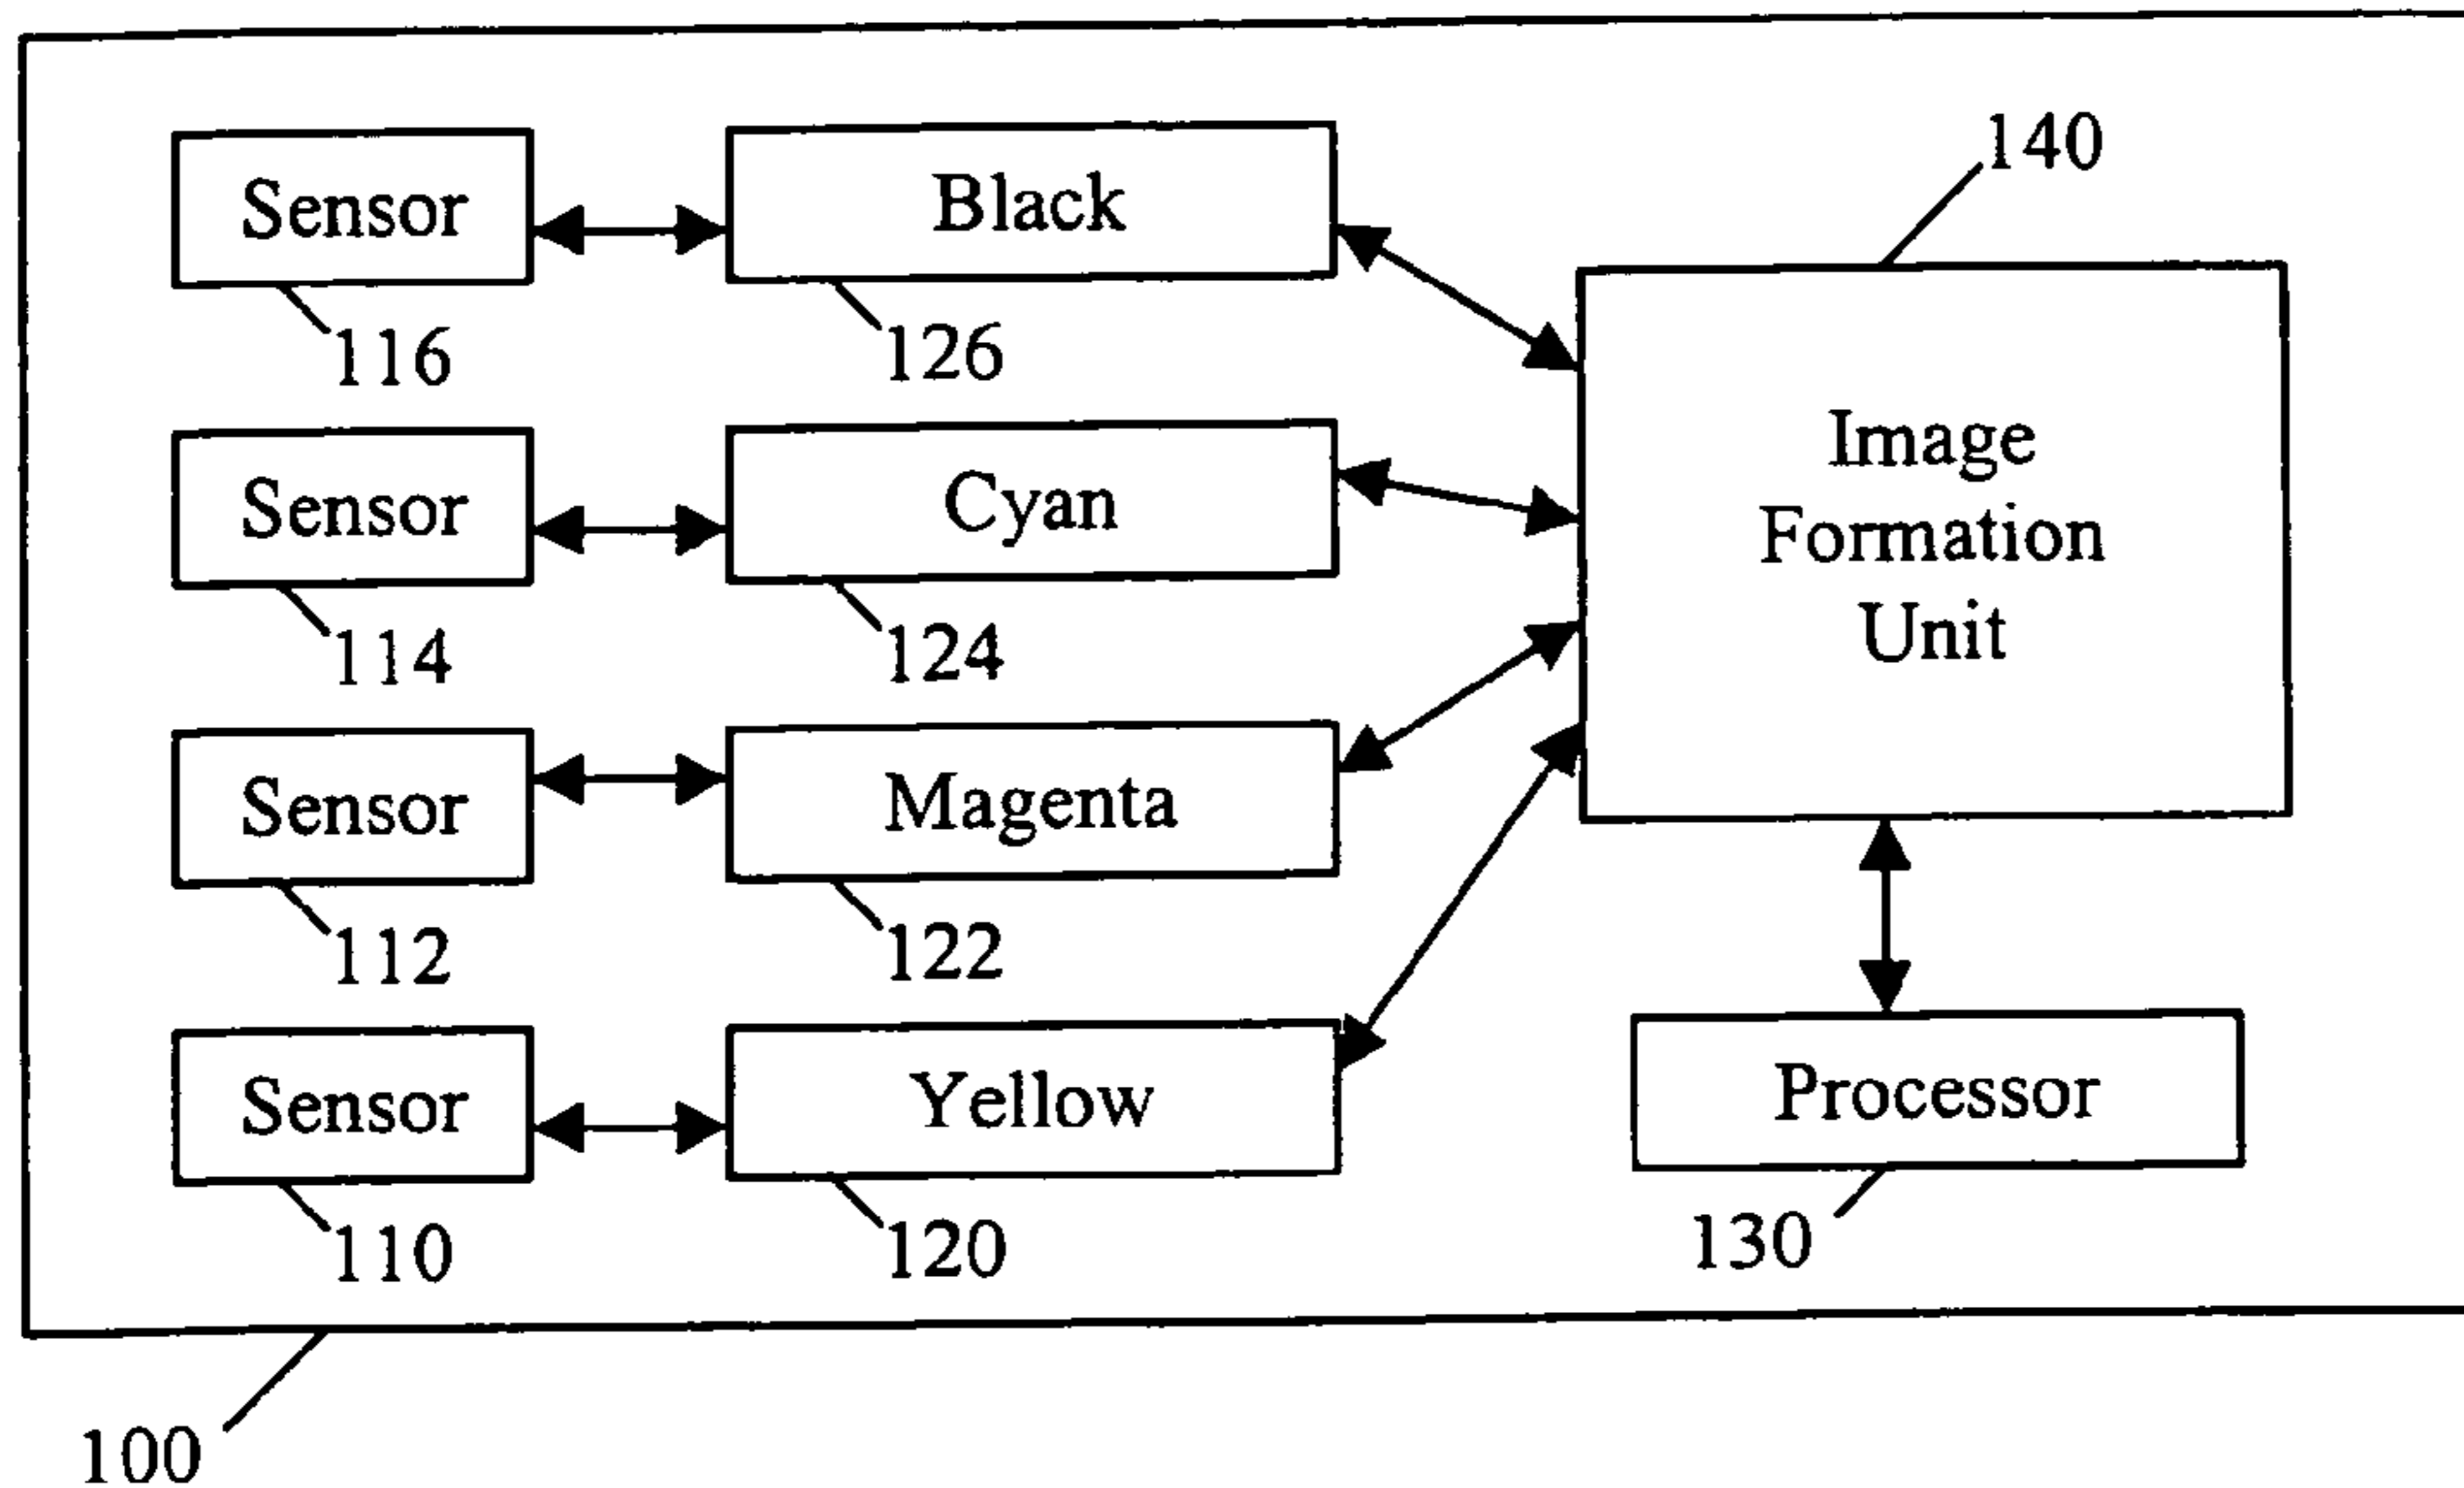 140
Sensor
Black
116
126
Image
Formation
Unit
Sensor
Cyan
114
124
Sensor
Magenta
112
122
Sensor
Yellow
Processor
110
120
130
100